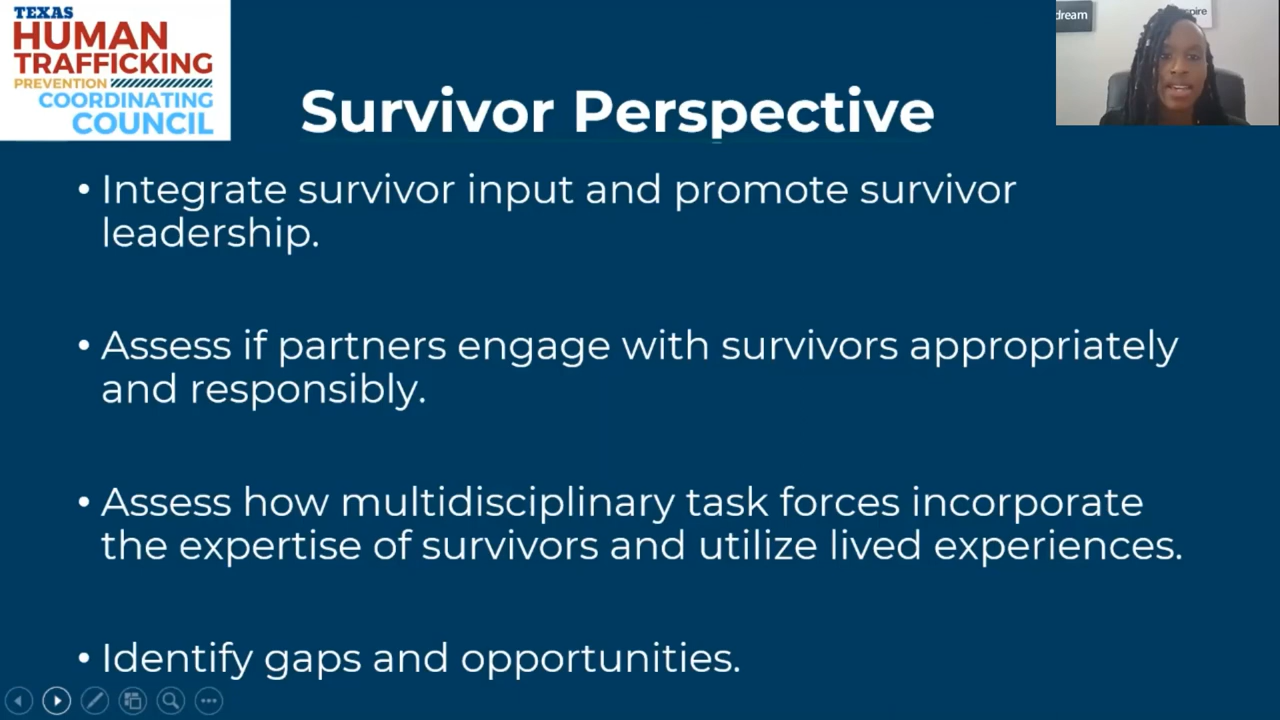 TEXAS
HUMAN
TRAFFICKING
PREVENTION
COORDINATING
COUNCIL
dream
Survivor Perspective
• Integrate survivor input and promote survivor
leadership.
• Assess if partners engage with survivors appropriately
and responsibly.
• Assess how multidisciplinary task forces incorporate
the expertise of survivors and utilize lived experiences.
• Identify gaps and opportunities.